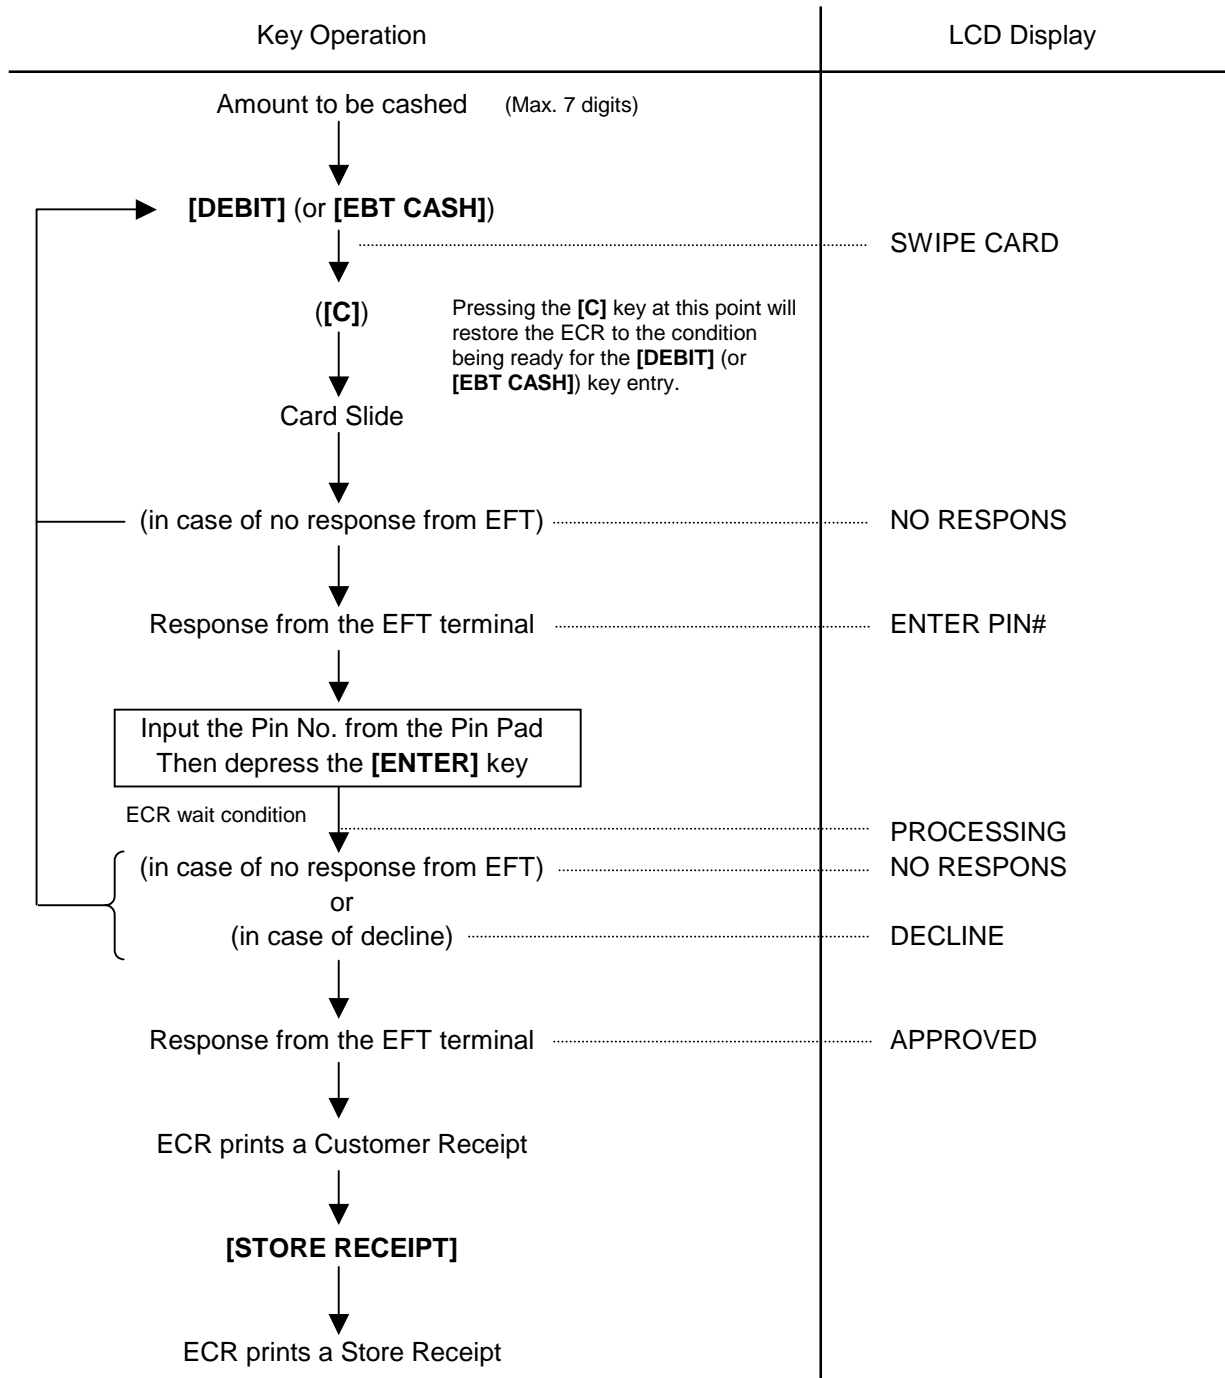 Key Operation
LCD Display
Amount to be cashed (Max. 7 digits)
[DEBIT] (or [EBT CASH])
SWIPE CARD
([C])
Pressing the [C] key at this point will
restore the ECR to the condition
being ready for the [DEBIT] (or
[EBT CASH]) key entry.
Card Slide
(in case of no response from EFT)
NO RESPONS
Response from the EFT terminal
ENTER PIN#
Input the Pin No. from the Pin Pad
Then depress the [ENTER] key
ECR wait condition
PROCESSING
(in case of no response from EFT)
NO RESPONS
or
(in case of decline)
DECLINE
Response from the EFT terminal
APPROVED
ECR prints a Customer Receipt
[STORE RECEIPT]
ECR prints a Store Receipt